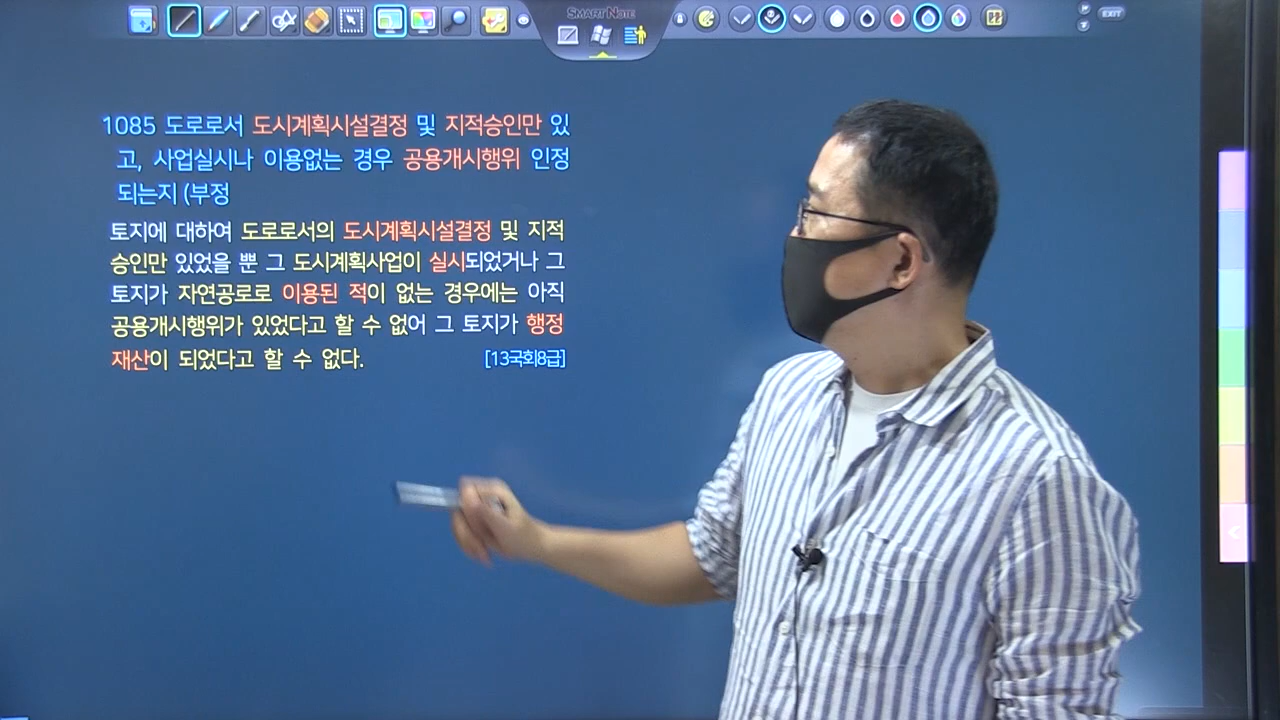 SMART NOTE
EXIT
1085 도로로서 도시계획시설결정 및 지적승인만 있
고, 사업실시나 이용없는 경우 공용개시행위 인정
되는지 (부정
토지에 대하여 도로로서의 도시계획시설결정 및 지적
승인만 있었을 뿐 그 도시계획사업이 실시되었거나 그
토지가 자연공로로 이용된 적이 없는 경우에는 아직
공용개시행위가 있었다고 할 수 없어 그 토지가 행정
재산이 되었다고 할 수 없다. [13국회8급]